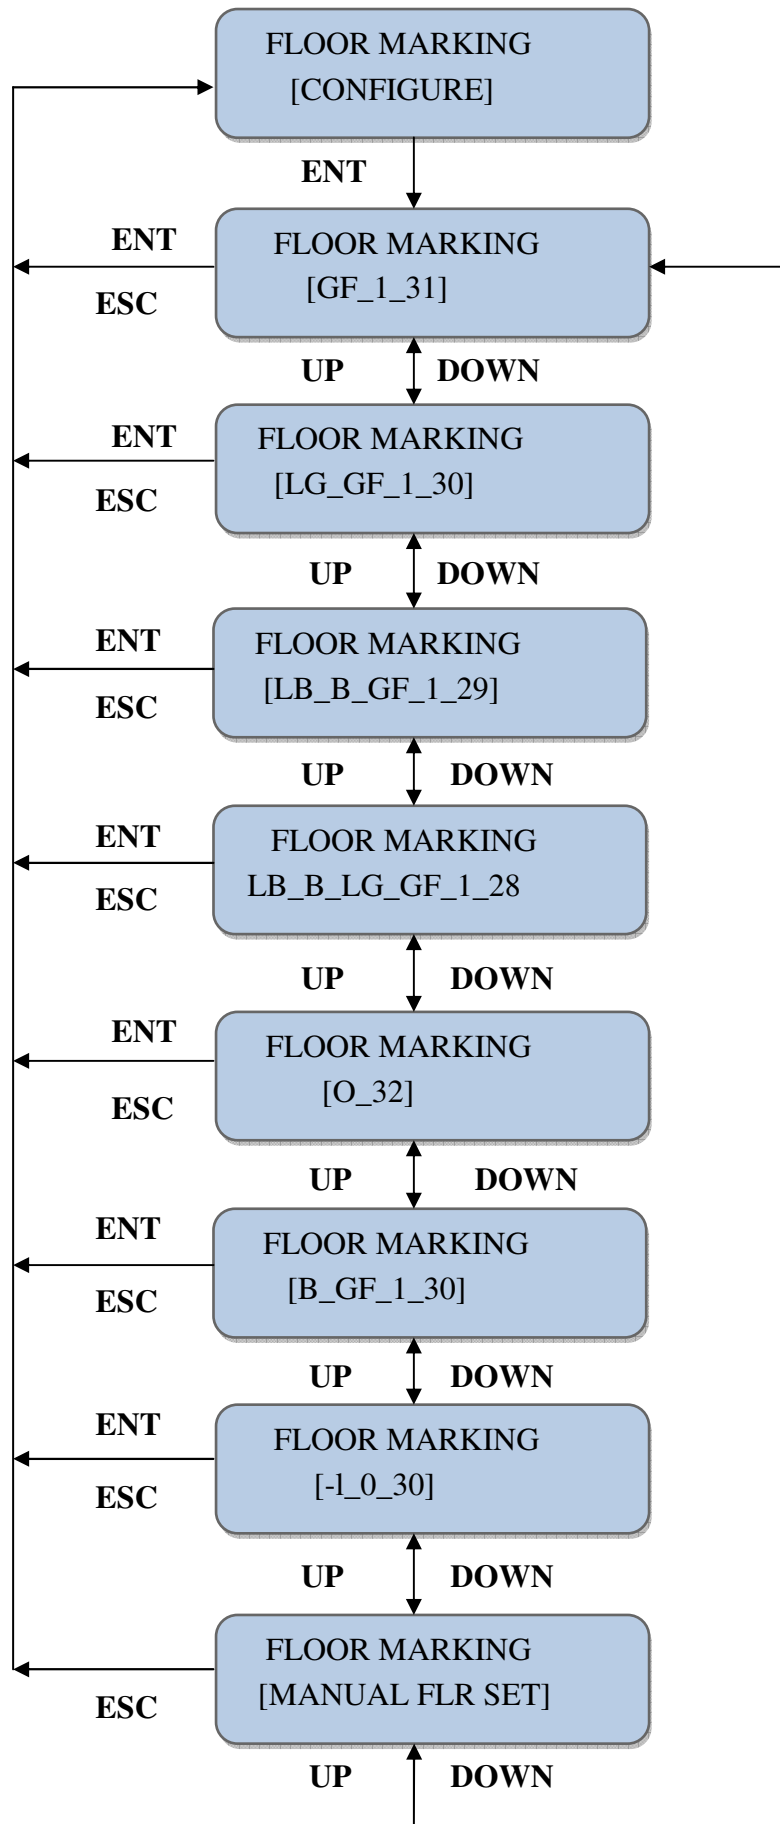 FLOOR MARKING
[CONFIGURE]
ENT
ENT
FLOOR MARKING
[GF_1_31]
ESC
UP DOWN
ENT
FLOOR MARKING
[LG_GF_1_30]
ESC
UP DOWN
ENT
FLOOR MARKING
[LB_B_GF_1_29]
ESC
UP DOWN
ENT
FLOOR MARKING
LB_B_LG_GF_1_28
ESC
UP DOWN
ENT
FLOOR MARKING
[O_32]
ESC
UP DOWN
ENT
FLOOR MARKING
[B_GF_1_30]
ESC
UP DOWN
ENT
FLOOR MARKING
[-l_0_30]
ESC
UP DOWN
FLOOR MARKING
[MANUAL FLR SET]
ESC
UP DOWN